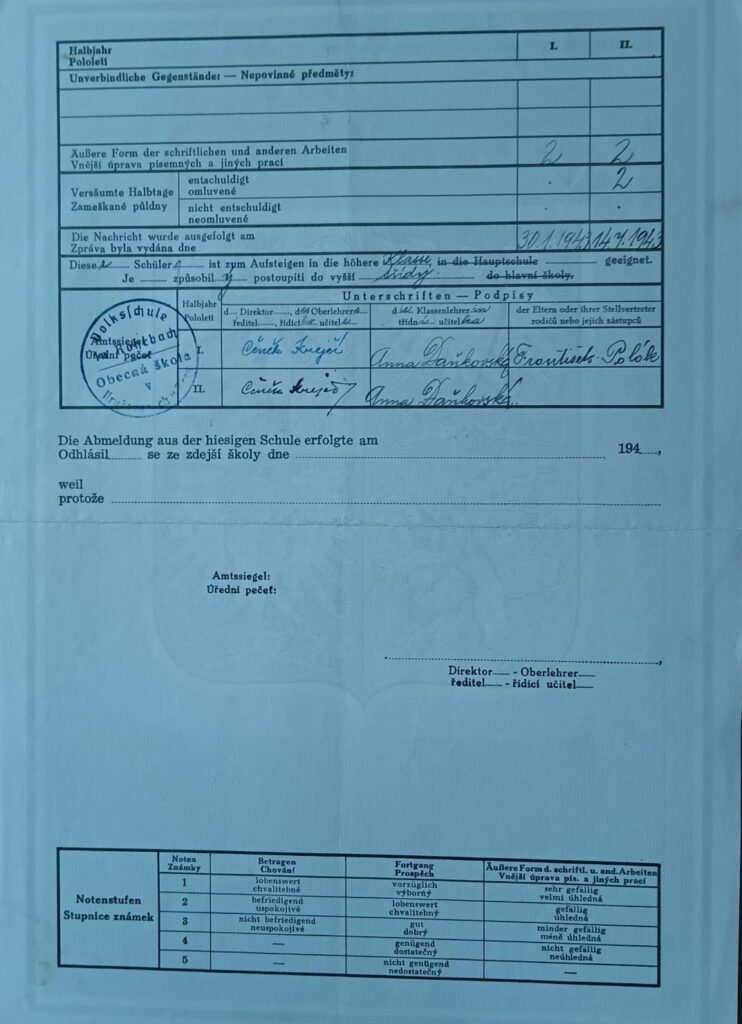 Halbjahr I. II.
Pololetí
Unverbindliche Gegenstände: — Nepovinné předměty:
Äußere Form der schriftlichen und anderen Arbeiten 2 2
Vnější úprava písemných a jiných prací
Versäumte Halbtage
Zameškané půldny
entschuldigt 2
omluvené
nicht entschuldigt
neomluvené
Die Nachricht wurde ausgefolgt am 30.1.1943 14.7.1943
Zpráva byla vydána dne
Diese r Schüler ist zum Aufsteigen in die höhere Klasse, in die Hauptschule geeignet.
Je způsobil ý postoupiti do vyšší třídy. do hlavní školy.
Unterschriften — Podpisy
Halbjahr
Pololetí
d Direktor, d Oberlehrer
ředitel, řídící učitel
d Klassenlehrer
třídní učitel ka
der Eltern oder ihrer Stellvertreter
rodičů nebo jejich zástupců
Amtssiegel
Úřední pečeť
Volksschule
Obecná škola
v
I. Čeněk Krejčí Anna Daňkovská František Polák
II. Čeněk Krejčí Anna Daňkovská
Die Abmeldung aus der hiesigen Schule erfolgte am
Odhlásil se ze zdejší školy dne 194,
weil
protože
Amtssiegel:
Úřední pečeť:
Direktor - Oberlehrer
ředitel - řídící učitel
Notenstufen
Stupnice známek
Noten Betragen Fortgang Äußere Form d. schriftl. u. and. Arbeiten
Známky Chování Prospěch Vnější úprava pís. a jiných prací
1 lobenswert vorzüglich sehr gefällig
chvalitebné výborný velmi úhledná
2 befriedigend lobenswert gefällig
uspokojivé chvalitebný úhledná
3 nicht befriedigend gut minder gefällig
neuspokojivé dobrý méně úhledná
4 — genügend nicht gefällig
dostatečný neúhledná
5 — nicht genügend —
nedostatečný